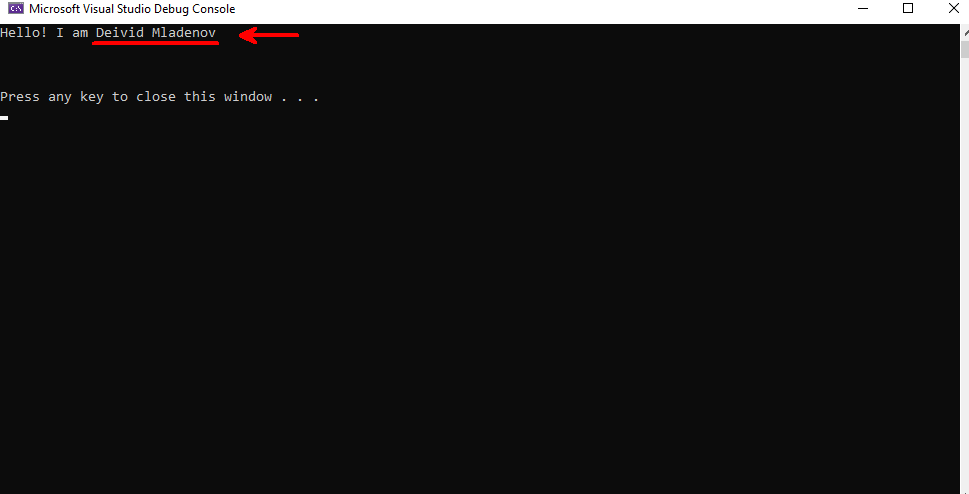 Microsoft Visual Studio Debug Console
Hello! I am Deivid Mladenov
Press any key to close this window . . .